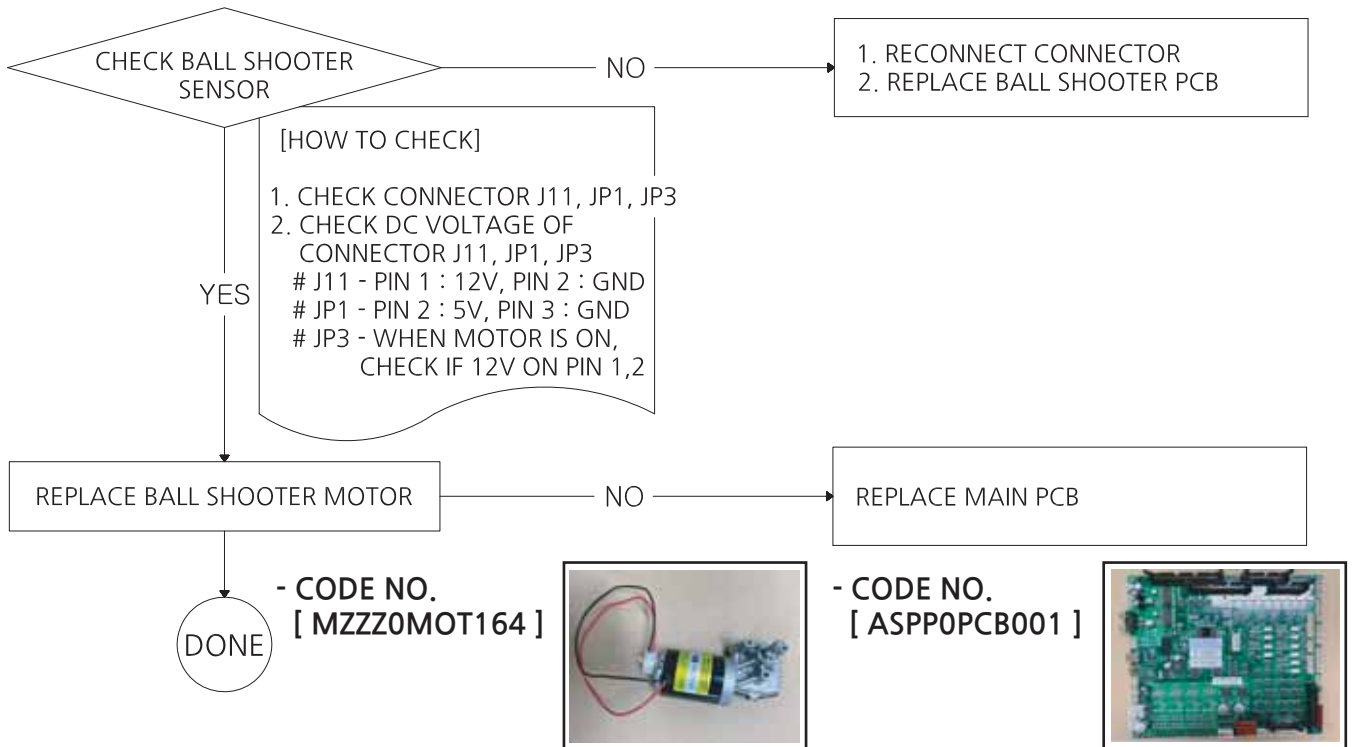 CHECK BALL SHOOTER
SENSOR
NO
1. RECONNECT CONNECTOR
2. REPLACE BALL SHOOTER PCB
[HOW TO CHECK]
1. CHECK CONNECTOR J11, JP1, JP3
2. CHECK DC VOLTAGE OF
CONNECTOR J11, JP1, JP3
# J11 - PIN 1 : 12V, PIN 2 : GND
# JP1 - PIN 2 : 5V, PIN 3 : GND
# JP3 - WHEN MOTOR IS ON,
CHECK IF 12V ON PIN 1,2
YES
REPLACE BALL SHOOTER MOTOR
NO
REPLACE MAIN PCB
DONE
- CODE NO.
[ MZZZ0MOT164 ]
- CODE NO.
[ ASPP0PCB001 ]